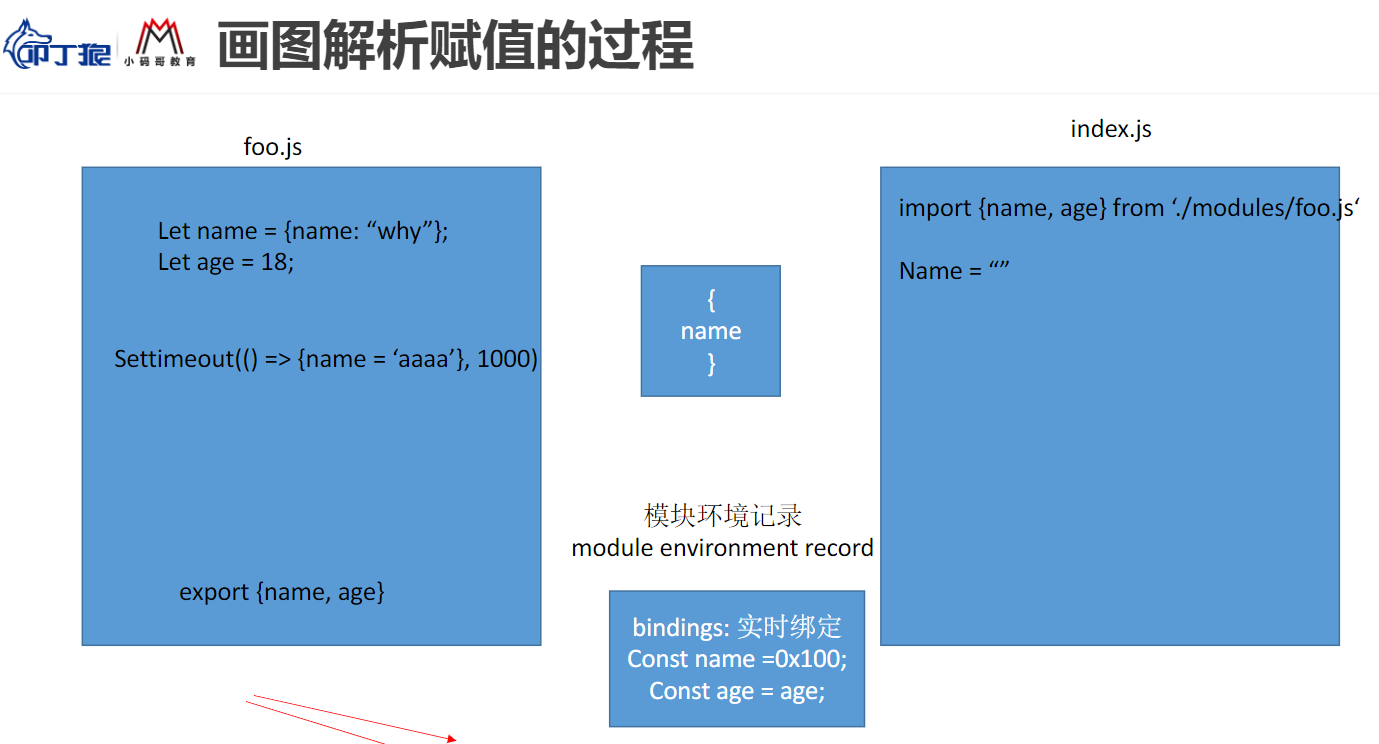 叩丁狼
小码哥教育
画图解析赋值的过程
foo.js
Let name = {name: “why”};
Let age = 18;
Settimeout(() => {name = ‘aaaa’}, 1000)
export {name, age}
{
name
}
模块环境记录
module environment record
bindings: 实时绑定
Const name =0x100;
Const age = age;
index.js
import {name, age} from ‘./modules/foo.js‘
Name = “”